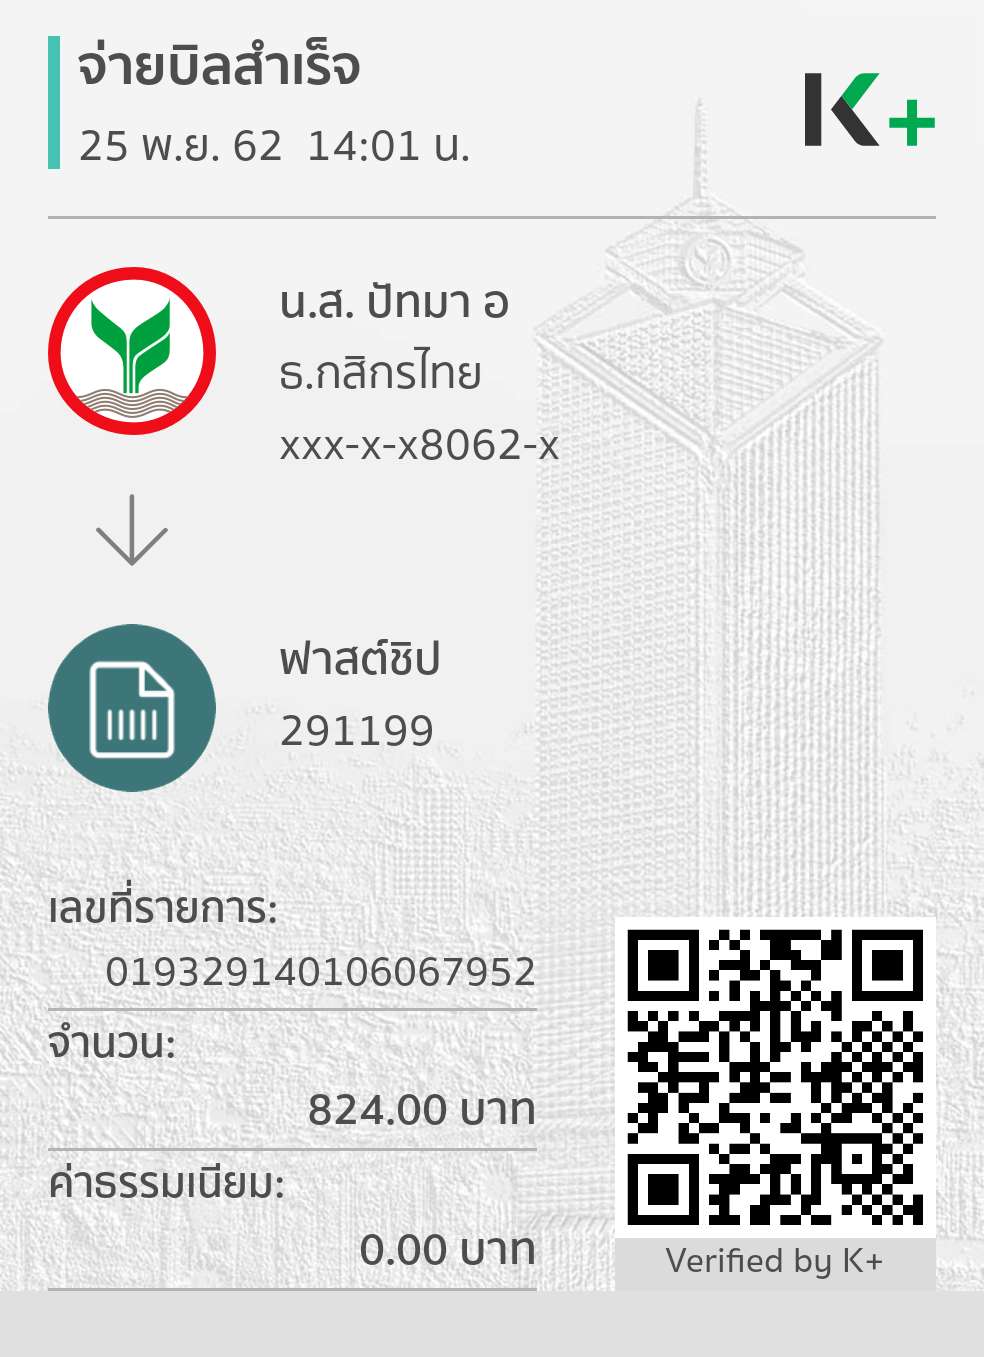 จ่ายบิลสำเร็จ
25 พ.ย. 62 14:01 น.
K+
น.ส. ปัทมา อ
ธ.กสิกรไทย
xxx-x-x8062-x
ฟาสต์ชิป
291199
เลขที่รายการ:
019329140106067952
จำนวน:
824.00 บาท
ค่าธรรมเนียม:
0.00 บาท
Verified by K+